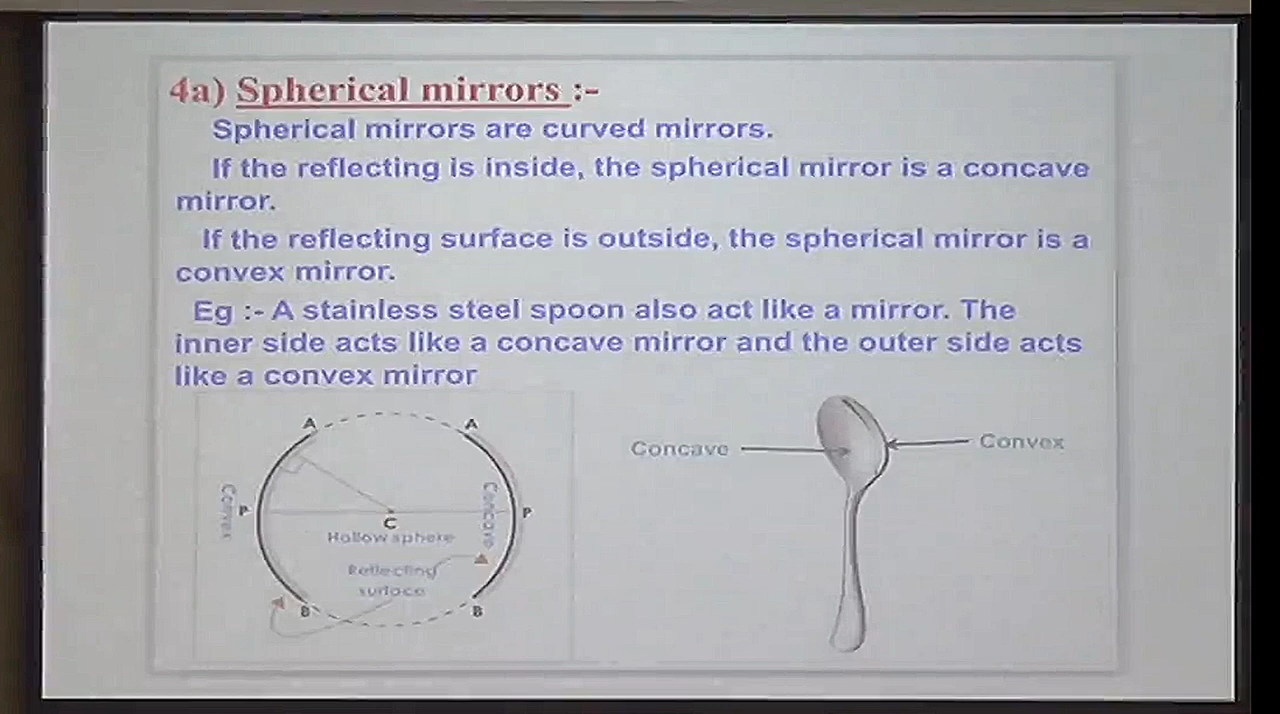 4a) Spherical mirrors :-
Spherical mirrors are curved mirrors.
If the reflecting is inside, the spherical mirror is a concave
mirror.
If the reflecting surface is outside, the spherical mirror is a
convex mirror.
Eg :- A stainless steel spoon also act like a mirror. The
inner side acts like a concave mirror and the outer side acts
like a convex mirror
A
A
Convex
P
C
Concave
P
Hollow sphere
Reflecting
surface
B
B
Concave
Convex